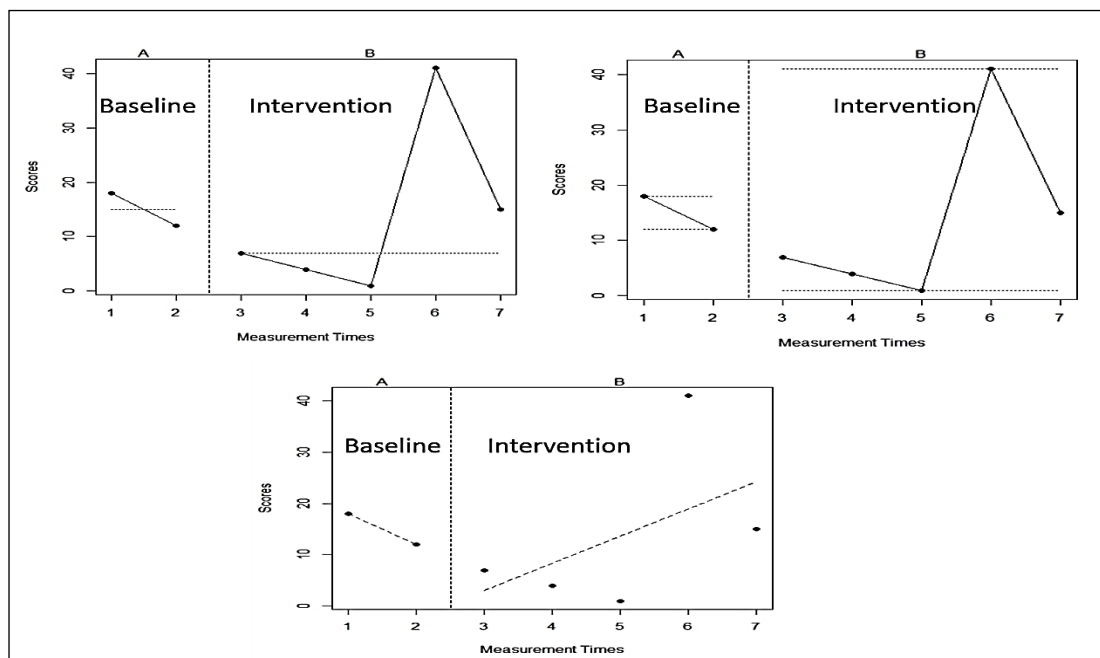 A B
Baseline Intervention
Scores
40
30
20
10
0
1 2 3 4 5 6 7
Measurement Times
A B
Baseline Intervention
Scores
40
30
20
10
0
1 2 3 4 5 6 7
Measurement Times
A B
Baseline Intervention
Scores
40
30
20
10
0
1 2 3 4 5 6 7
Measurement Times